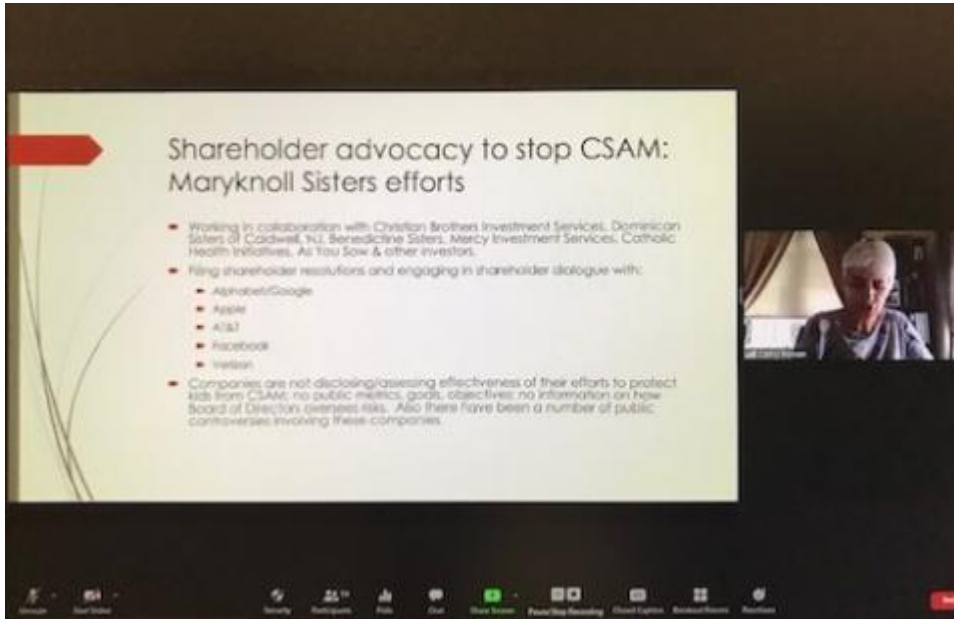 Shareholder advocacy to stop CSAM:
Maryknoll Sisters efforts
Working in collaboration with Christian Brothers Investment Services, Dominican
Sisters of Caldwell, NJ, Benedictine Sisters, Mercy Investment Services, Catholic
Health Initiatives, As You Sow & other investors.
Filing shareholder resolutions and engaging in shareholder dialogue with:
Alphabet/Google
Apple
AT&T
Facebook
Verizon
Companies are not disclosing/assessing effectiveness of their efforts to protect
kids from CSAM; no public metrics, goals, objectives; no information on how
Board of Directors oversees risks. Also there have been a number of public
controversies involving these companies.
Unmute
Start Video
Security
Participants
Polls
Chat
Share Screen
Pause/Stop Recording
Closed Caption
Breakout Rooms
Reactions